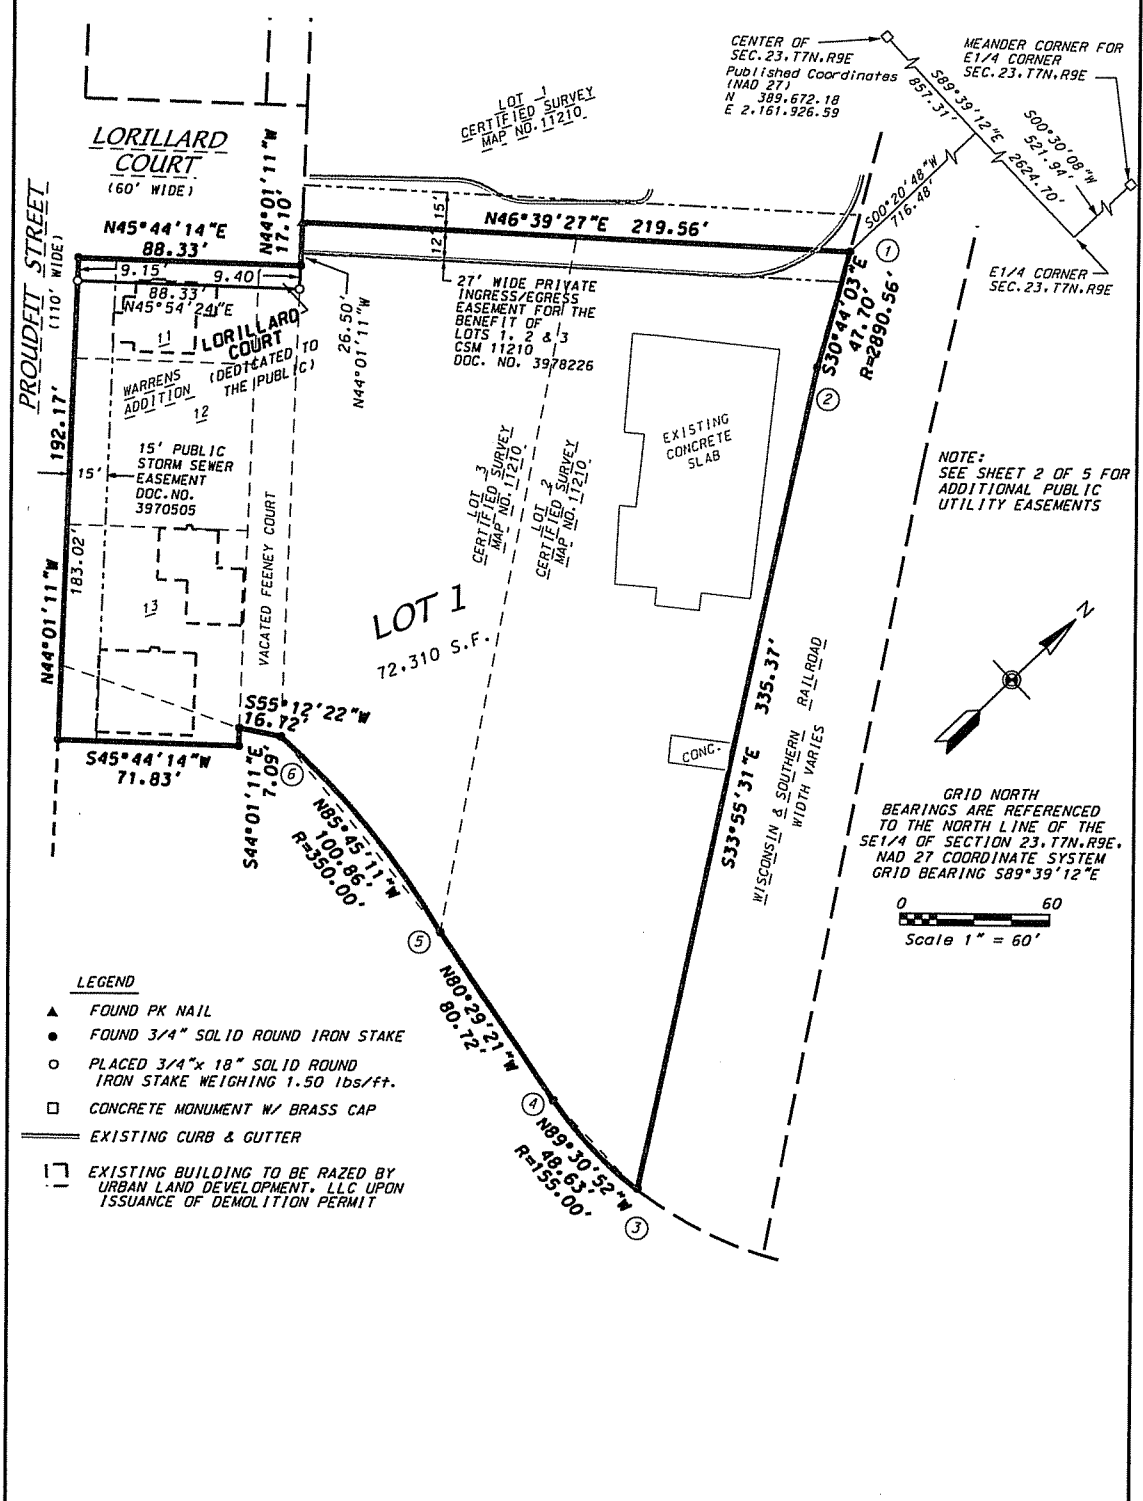 CENTER OF
SEC. 23, T7N, R9E
Published Coordinates
(NAD 27)
N 389,672.18
E 2,161,926.59
MEANDER CORNER FOR
E1/4 CORNER
SEC. 23, T7N, R9E
S89°39'12"E
857.31'
2624.70'
S00°30'08"W
521.94'
S00°20'48"W
716.48'
E1/4 CORNER
SEC. 23, T7N, R9E
LOT 1
CERTIFIED SURVEY
MAP NO. 11210
LORILLARD
COURT
(60' WIDE)
N44°01'11"W
17.10'
PROUDFIT STREET
(110' WIDE)
N45°44'14"E
88.33'
9.15'
9.40'
88.33'
N45°54'24"E
12'
15'
N46°39'27"E 219.56'
1
27' WIDE PRIVATE
INGRESS/EGRESS
EASEMENT FOR THE
BENEFIT OF
LOTS 1, 2 & 3
CSM 11210
DOC. NO. 3978226
26.50'
N44°01'11"W
S30°44'03"E
47.70'
R=2890.56'
2
11
LORILLARD
COURT
(DEDICATED TO
THE PUBLIC)
WARRENS
ADDITION
12
192.17'
15'
15' PUBLIC
STORM SEWER
EASEMENT
DOC. NO.
3970505
EXISTING
CONCRETE
SLAB
LOT 3
CERTIFIED SURVEY
MAP NO. 11210
LOT 2
CERTIFIED SURVEY
MAP NO. 11210
NOTE:
SEE SHEET 2 OF 5 FOR
ADDITIONAL PUBLIC
UTILITY EASEMENTS
N44°01'11"W
183.02'
13
VACATED FEENEY COURT
LOT 1
72,310 S.F.
N
S33°55'31"E 335.37'
WISCONSIN & SOUTHERN RAILROAD
WIDTH VARIES
CONC.
S55°12'22"W
16.72'
S45°44'14"W
71.83'
S44°01'11"E
7.09'
6
N85°45'11"W
100.86'
R=350.00'
GRID NORTH
BEARINGS ARE REFERENCED
TO THE NORTH LINE OF THE
SE1/4 OF SECTION 23, T7N, R9E,
NAD 27 COORDINATE SYSTEM
GRID BEARING S89°39'12"E
0 60
Scale 1" = 60'
5
N80°29'21"W
80.72'
4
N89°30'52"W
48.63'
R=155.00'
3
LEGEND
FOUND PK NAIL
FOUND 3/4" SOLID ROUND IRON STAKE
PLACED 3/4"x 18" SOLID ROUND
IRON STAKE WEIGHING 1.50 lbs/ft.
CONCRETE MONUMENT W/ BRASS CAP
EXISTING CURB & GUTTER
EXISTING BUILDING TO BE RAZED BY
URBAN LAND DEVELOPMENT, LLC UPON
ISSUANCE OF DEMOLITION PERMIT